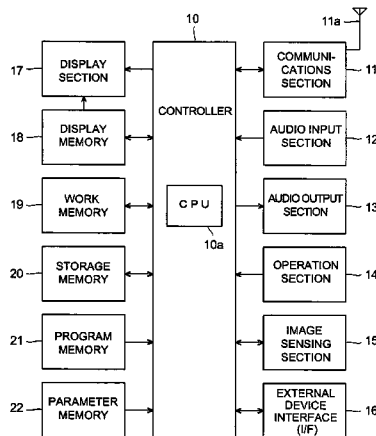 10
11a
17
DISPLAY
SECTION
COMMUNI-
CATIONS
SECTION
11
CONTROLLER
18
DISPLAY
MEMORY
AUDIO INPUT
SECTION
12
19
WORK
MEMORY
CPU
10a
AUDIO OUTPUT
SECTION
13
20
STORAGE
MEMORY
OPERATION
SECTION
14
21
PROGRAM
MEMORY
IMAGE
SENSING
SECTION
15
22
PARAMETER
MEMORY
EXTERNAL
DEVICE
INTERFACE
(I/F)
16